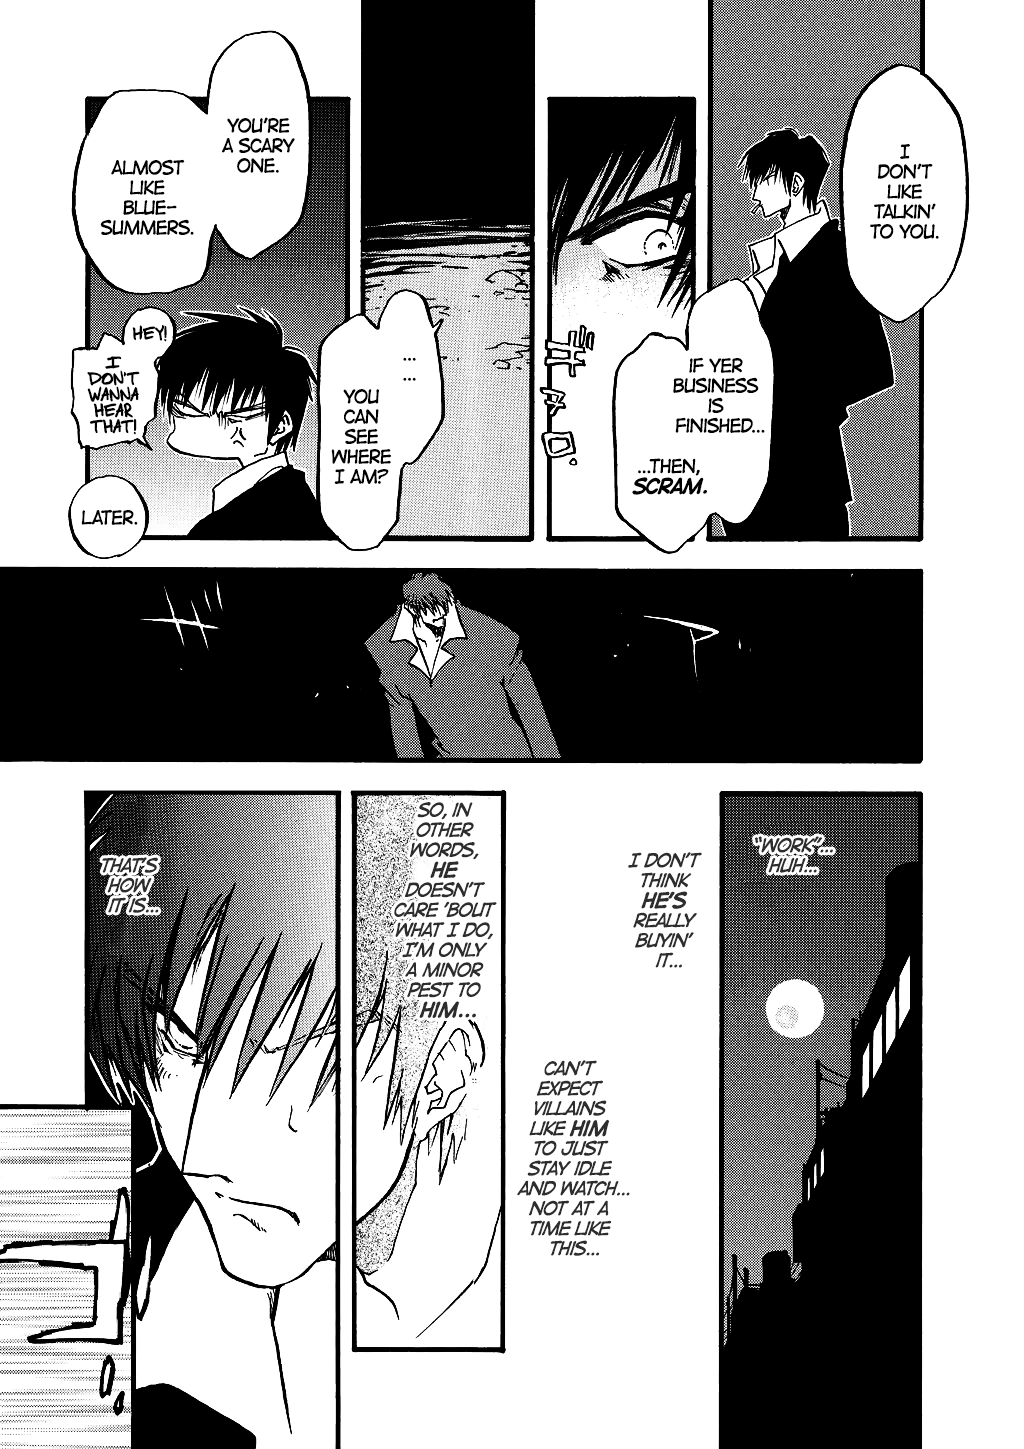 I
DON'T
LIKE
TALKIN'
TO YOU.
IF YER
BUSINESS
IS
FINISHED...
...THEN,
SCRAM.
ギロ.
...
...
YOU
CAN
SEE
WHERE
I AM?
YOU'RE
A SCARY
ONE.
ALMOST
LIKE
BLUE-
SUMMERS.
HEY!
I
DON'T
WANNA
HEAR
THAT!
LATER.
"WORK"...
HUH...
I DON'T
THINK
HE'S
REALLY
BUYIN'
IT...
CAN'T
EXPECT
VILLAINS
LIKE HIM
TO JUST
STAY IDLE
AND WATCH...
NOT AT A
TIME LIKE
THIS...
SO, IN
OTHER
WORDS,
HE
DOESN'T
CARE 'BOUT
WHAT I DO,
I'M ONLY
A MINOR
PEST TO
HIM...
THAT'S
HOW
IT IS...